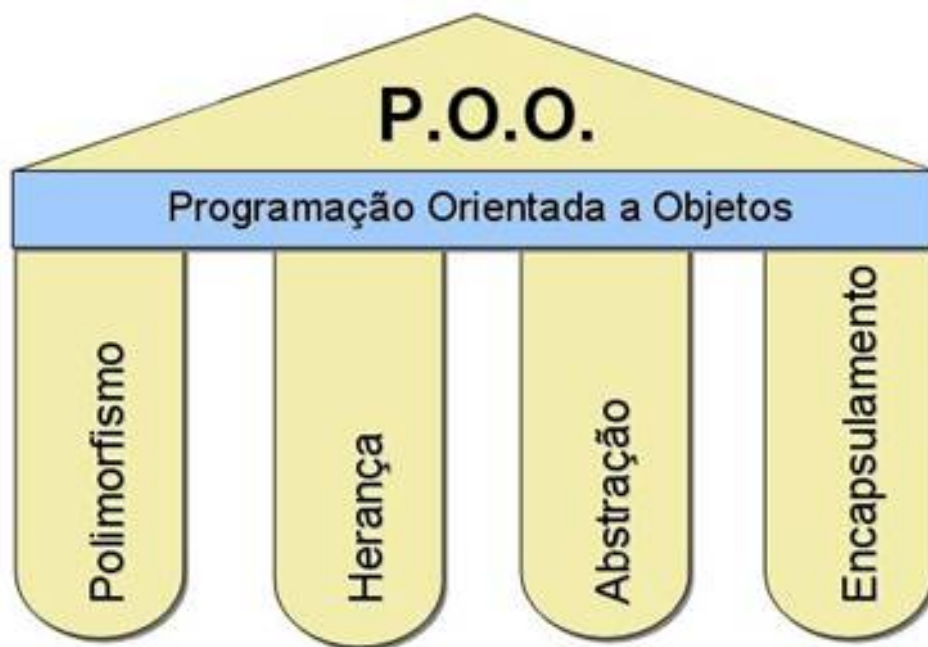 P.O.O.
Programação Orientada a Objetos
Polimorfismo
Herança
Abstração
Encapsulamento